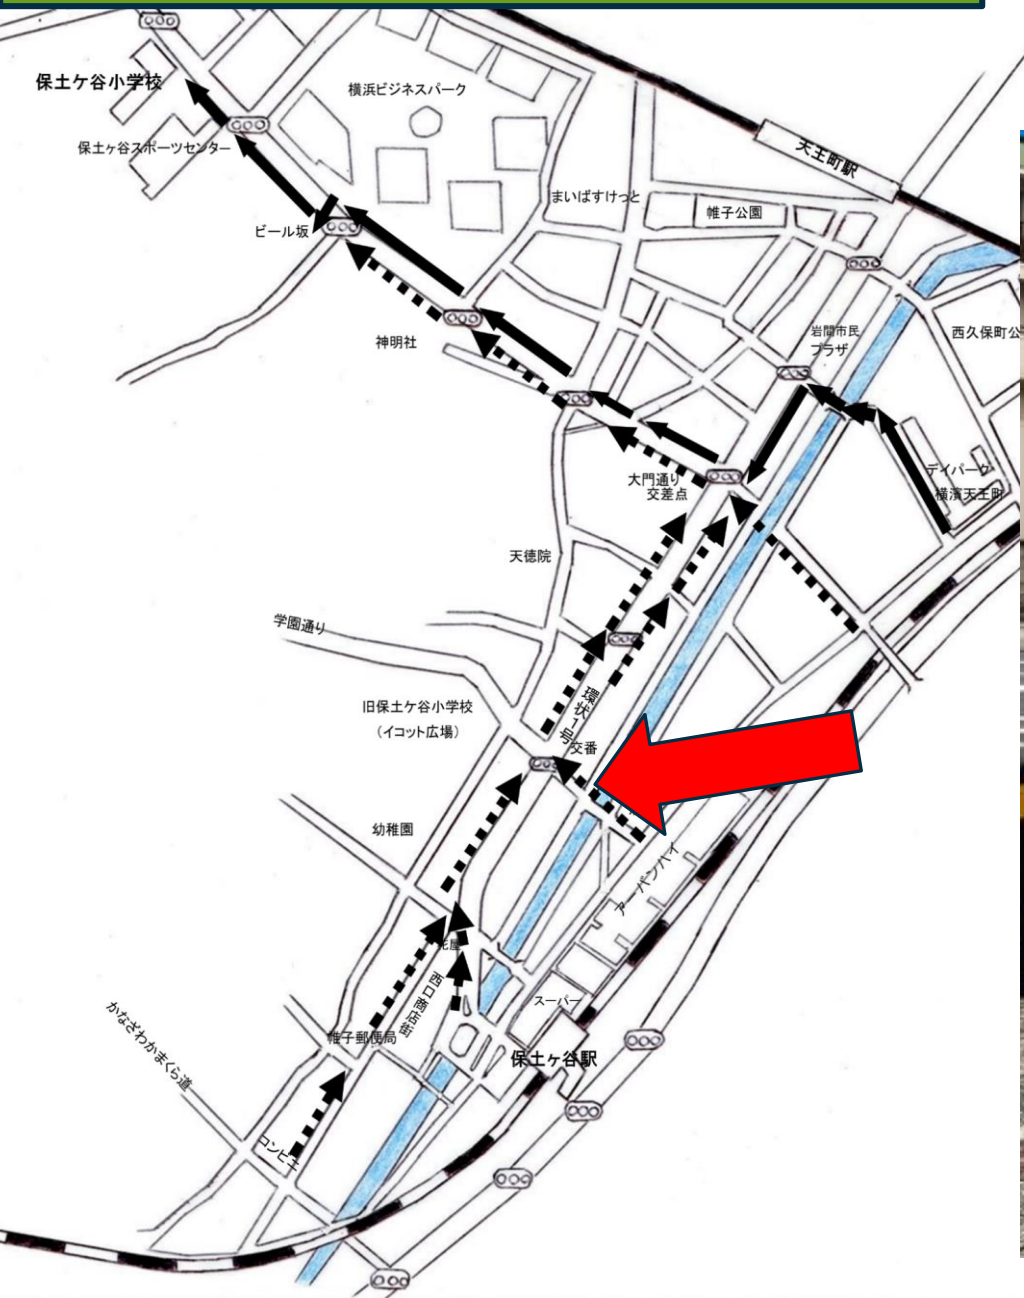 保土ケ谷小学校
横浜ビジネスパーク
保土ヶ谷スポーツセンター
天王町駅
まいばすけっと
帷子公園
ビール坂
岩間市民
プラザ
西久保町公
神明社
大門通り
交差点
デイパーク
横濱天王町
天徳院
学園通り
旧保土ケ谷小学校
（イコット広場）
環状1号
交番
幼稚園
アーバンハイ
西口商店街
スーパー
かなざわかまくら道
帷子郵便局
保土ヶ谷駅
コンビニ